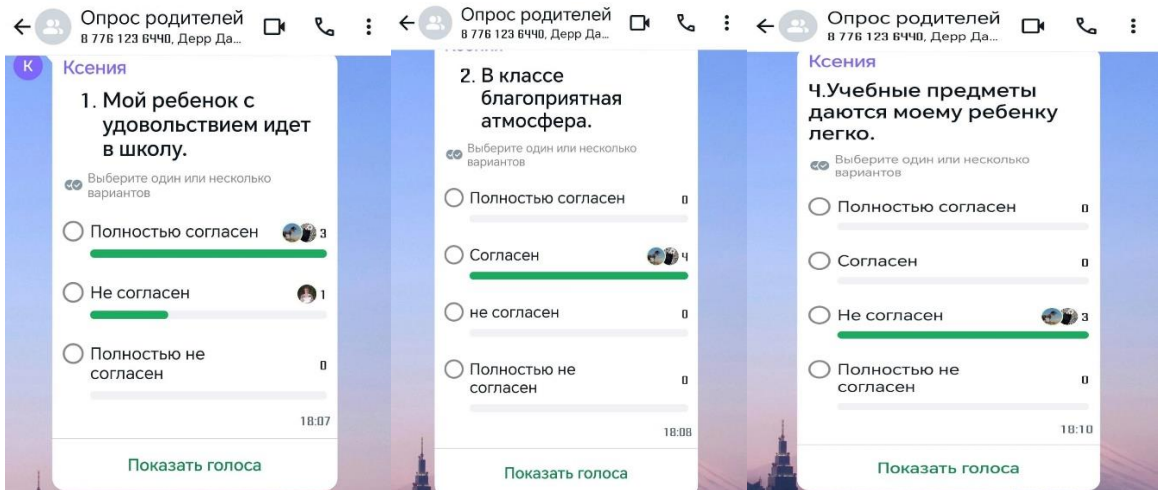 Опрос родителей
8 776 123 6440, Дерр Да...
К
Ксения
1. Мой ребенок с
удовольствием идет
в школу.
Выберите один или несколько
вариантов
Полностью согласен 3
Не согласен 1
Полностью не
согласен 0
18:07
Показать голоса
Опрос родителей
8 776 123 6440, Дерр Да...
2. В классе
благоприятная
атмосфера.
Выберите один или несколько
вариантов
Полностью согласен 0
Согласен 4
не согласен 0
Полностью не
согласен 0
18:08
Показать голоса
Опрос родителей
8 776 123 6440, Дерр Да...
Ксения
4.Учебные предметы
даются моему ребенку
легко.
Выберите один или несколько
вариантов
Полностью согласен 0
Согласен 0
Не согласен 3
Полностью не
согласен 0
18:10
Показать голоса